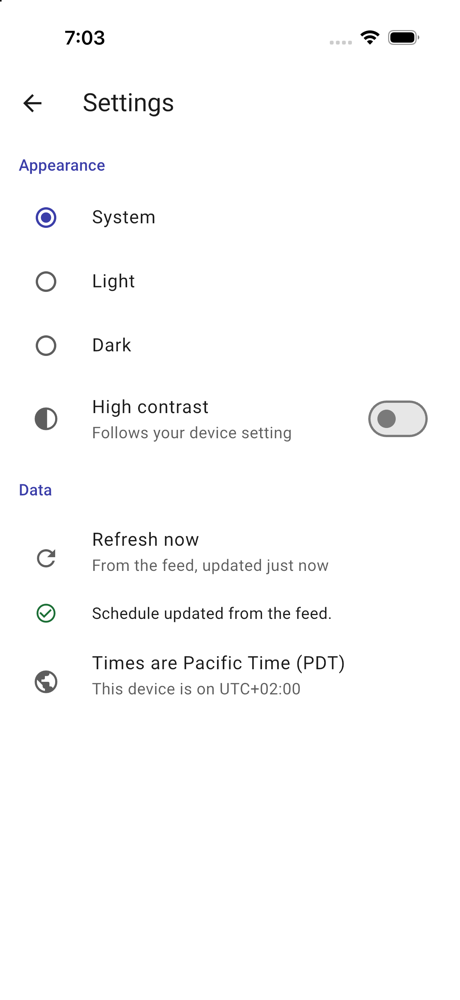 7:03
Settings
Appearance
System
Light
Dark
High contrast
Follows your device setting
Data
Refresh now
From the feed, updated just now
Schedule updated from the feed.
Times are Pacific Time (PDT)
This device is on UTC+02:00